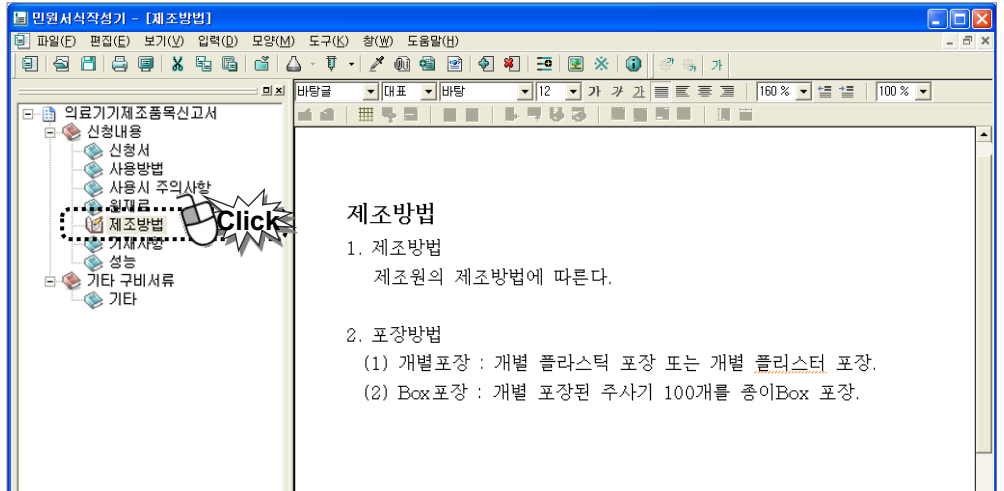 민원서식작성기 - [제조방법]
파일(F) 편집(E) 보기(V) 입력(D) 모양(M) 도구(K) 창(W) 도움말(H)
가
바탕글 대표 바탕 12 가 가 가 160 % 100 %
의료기기제조품목신고서
신청내용
신청서
사용방법
사용시 주의사항
원재료
제조방법
Click
기재사항
성능
기타 구비서류
기타
제조방법
1. 제조방법
제조원의 제조방법에 따른다.
2. 포장방법
(1) 개별포장 : 개별 플라스틱 포장 또는 개별 플리스터 포장.
(2) Box포장 : 개별 포장된 주사기 100개를 종이Box 포장.